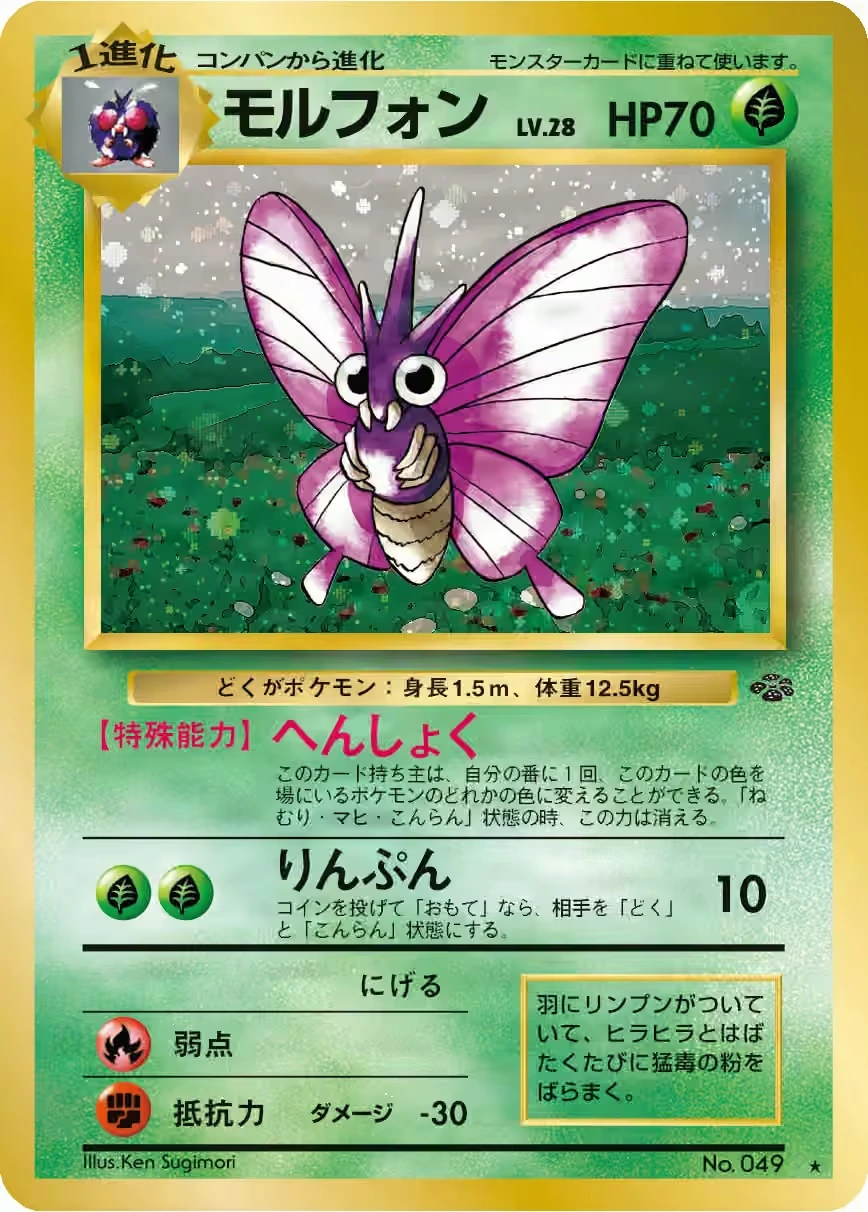 1進化 コンパンから進化 モンスターカードに重ねて使います。
モルフォン LV.28 HP70
どくがポケモン：身長1.5m、体重12.5kg
【特殊能力】へんしょく
このカード持ち主は、自分の番に1回、このカードの色を
場にいるポケモンのどれかの色に変えることができる。「ね
むり・マヒ・こんらん」状態の時、この力は消える。
りんぷん 10
コインを投げて「おもて」なら、相手を「どく」
と「こんらん」状態にする。
にげる
弱点
抵抗力 ダメージ -30
羽にリンプンがついて
いて、ヒラヒラとはば
たくたびに猛毒の粉を
ばらまく。
Illus.Ken Sugimori No. 049 ★